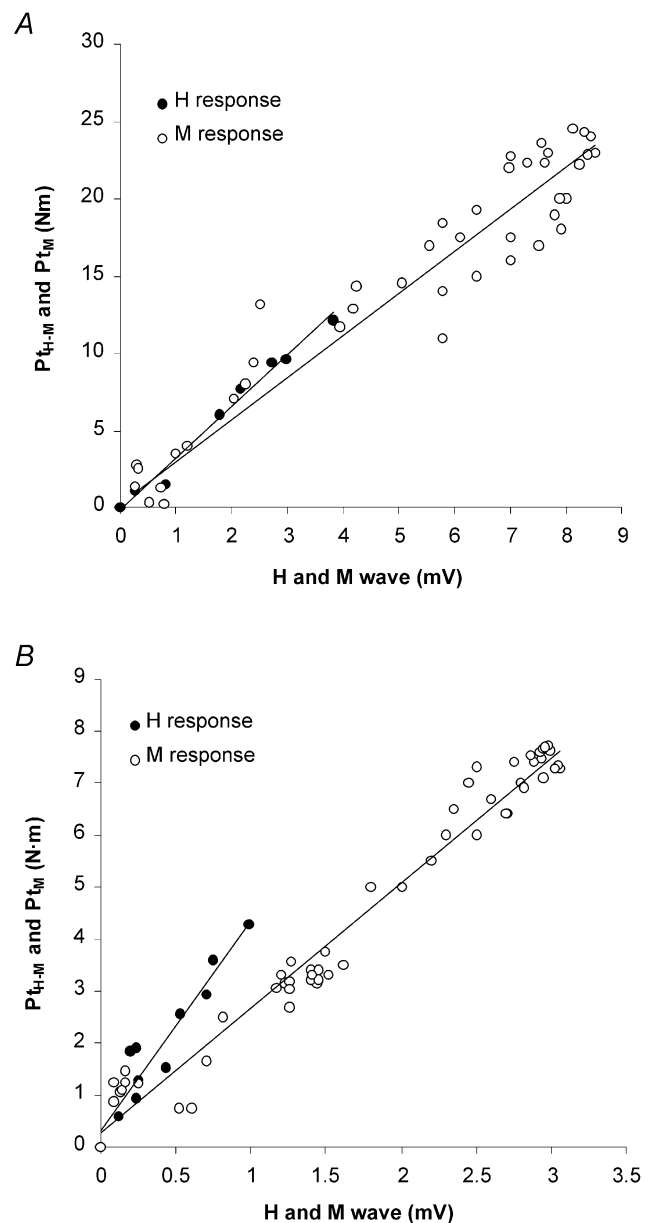 A
30
25
20
15
10
5
0
H response
M response
Pt_H-M and Pt_M (Nm)
0 1 2 3 4 5 6 7 8 9
H and M wave (mV)
B
9
8
7
6
5
4
3
2
1
0
H response
M response
Pt_H-M and Pt_M (N·m)
0 0.5 1 1.5 2 2.5 3 3.5
H and M wave (mV)